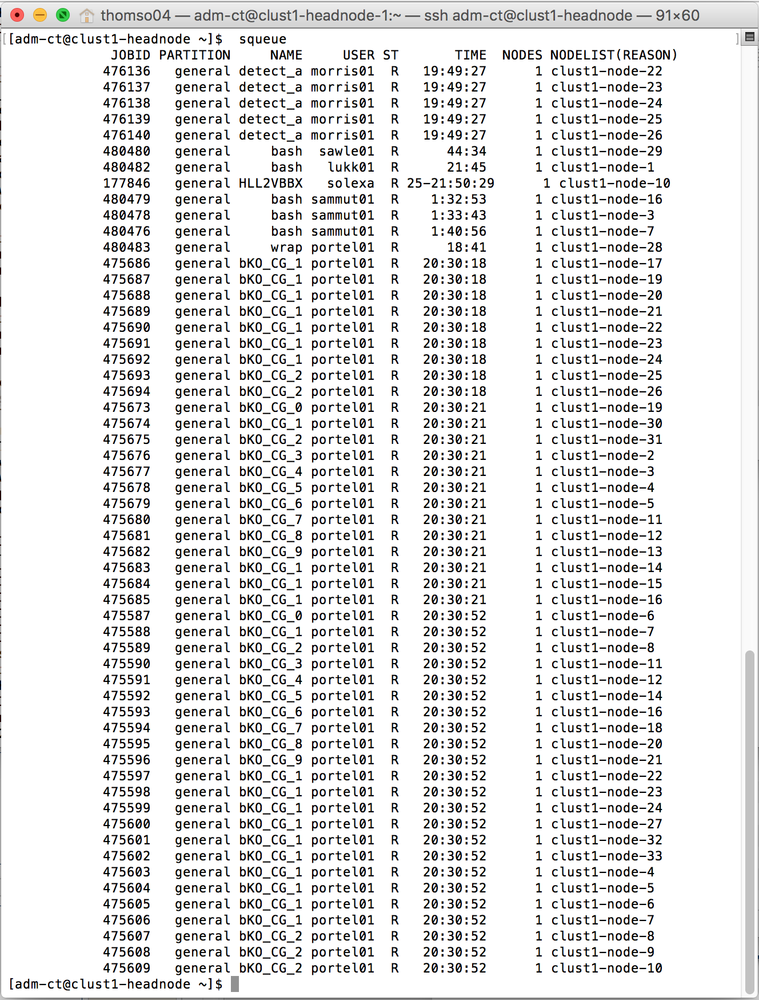 thomso04 — adm-ct@clust1-headnode-1:~ — ssh adm-ct@clust1-headnode — 91×60
[adm-ct@clust1-headnode ~]$ squeue
JOBID PARTITION NAME USER ST TIME NODES NODELIST(REASON)
476136 general detect_a morris01 R 19:49:27 1 clust1-node-22
476137 general detect_a morris01 R 19:49:27 1 clust1-node-23
476138 general detect_a morris01 R 19:49:27 1 clust1-node-24
476139 general detect_a morris01 R 19:49:27 1 clust1-node-25
476140 general detect_a morris01 R 19:49:27 1 clust1-node-26
480480 general bash sawle01 R 44:34 1 clust1-node-29
480482 general bash lukk01 R 21:45 1 clust1-node-1
177846 general HLL2VBBX solexa R 25-21:50:29 1 clust1-node-10
480479 general bash sammut01 R 1:32:53 1 clust1-node-16
480478 general bash sammut01 R 1:33:43 1 clust1-node-3
480476 general bash sammut01 R 1:40:56 1 clust1-node-7
480483 general wrap portel01 R 18:41 1 clust1-node-28
475686 general bKO_CG_1 portel01 R 20:30:18 1 clust1-node-17
475687 general bKO_CG_1 portel01 R 20:30:18 1 clust1-node-19
475688 general bKO_CG_1 portel01 R 20:30:18 1 clust1-node-20
475689 general bKO_CG_1 portel01 R 20:30:18 1 clust1-node-21
475690 general bKO_CG_1 portel01 R 20:30:18 1 clust1-node-22
475691 general bKO_CG_1 portel01 R 20:30:18 1 clust1-node-23
475692 general bKO_CG_1 portel01 R 20:30:18 1 clust1-node-24
475693 general bKO_CG_2 portel01 R 20:30:18 1 clust1-node-25
475694 general bKO_CG_2 portel01 R 20:30:18 1 clust1-node-26
475673 general bKO_CG_0 portel01 R 20:30:21 1 clust1-node-19
475674 general bKO_CG_1 portel01 R 20:30:21 1 clust1-node-30
475675 general bKO_CG_2 portel01 R 20:30:21 1 clust1-node-31
475676 general bKO_CG_3 portel01 R 20:30:21 1 clust1-node-2
475677 general bKO_CG_4 portel01 R 20:30:21 1 clust1-node-3
475678 general bKO_CG_5 portel01 R 20:30:21 1 clust1-node-4
475679 general bKO_CG_6 portel01 R 20:30:21 1 clust1-node-5
475680 general bKO_CG_7 portel01 R 20:30:21 1 clust1-node-11
475681 general bKO_CG_8 portel01 R 20:30:21 1 clust1-node-12
475682 general bKO_CG_9 portel01 R 20:30:21 1 clust1-node-13
475683 general bKO_CG_1 portel01 R 20:30:21 1 clust1-node-14
475684 general bKO_CG_1 portel01 R 20:30:21 1 clust1-node-15
475685 general bKO_CG_1 portel01 R 20:30:21 1 clust1-node-16
475587 general bKO_CG_0 portel01 R 20:30:52 1 clust1-node-6
475588 general bKO_CG_1 portel01 R 20:30:52 1 clust1-node-7
475589 general bKO_CG_2 portel01 R 20:30:52 1 clust1-node-8
475590 general bKO_CG_3 portel01 R 20:30:52 1 clust1-node-11
475591 general bKO_CG_4 portel01 R 20:30:52 1 clust1-node-12
475592 general bKO_CG_5 portel01 R 20:30:52 1 clust1-node-14
475593 general bKO_CG_6 portel01 R 20:30:52 1 clust1-node-16
475594 general bKO_CG_7 portel01 R 20:30:52 1 clust1-node-18
475595 general bKO_CG_8 portel01 R 20:30:52 1 clust1-node-20
475596 general bKO_CG_9 portel01 R 20:30:52 1 clust1-node-21
475597 general bKO_CG_1 portel01 R 20:30:52 1 clust1-node-22
475598 general bKO_CG_1 portel01 R 20:30:52 1 clust1-node-23
475599 general bKO_CG_1 portel01 R 20:30:52 1 clust1-node-24
475600 general bKO_CG_1 portel01 R 20:30:52 1 clust1-node-27
475601 general bKO_CG_1 portel01 R 20:30:52 1 clust1-node-32
475602 general bKO_CG_1 portel01 R 20:30:52 1 clust1-node-33
475603 general bKO_CG_1 portel01 R 20:30:52 1 clust1-node-4
475604 general bKO_CG_1 portel01 R 20:30:52 1 clust1-node-5
475605 general bKO_CG_1 portel01 R 20:30:52 1 clust1-node-6
475606 general bKO_CG_1 portel01 R 20:30:52 1 clust1-node-7
475607 general bKO_CG_2 portel01 R 20:30:52 1 clust1-node-8
475608 general bKO_CG_2 portel01 R 20:30:52 1 clust1-node-9
475609 general bKO_CG_2 portel01 R 20:30:52 1 clust1-node-10
[adm-ct@clust1-headnode ~]$